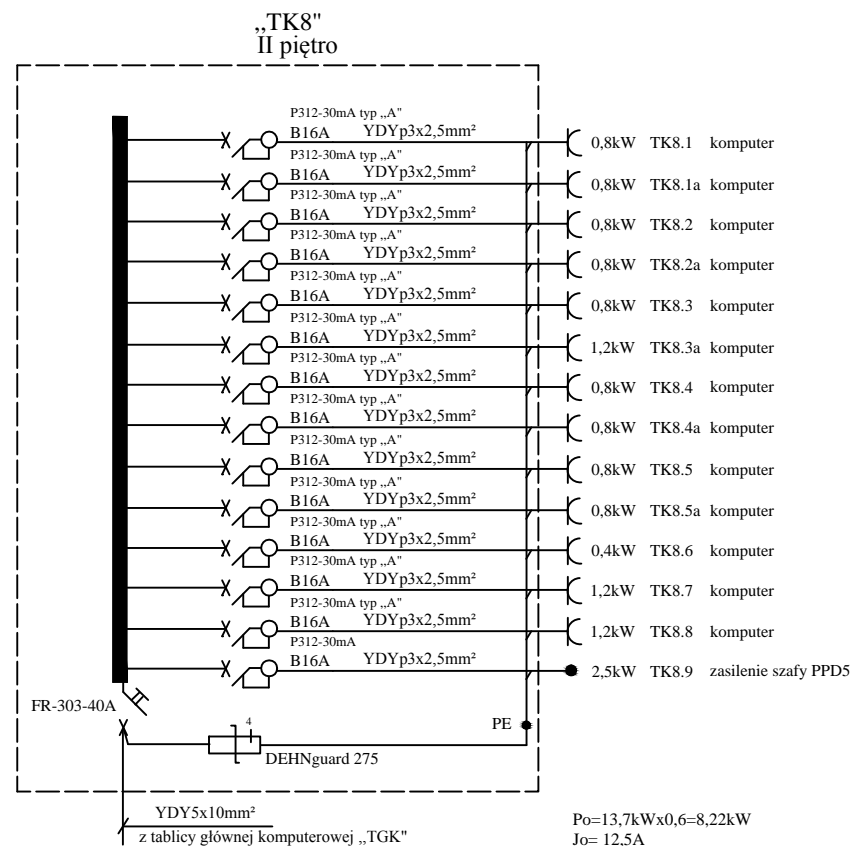 „TK8"
II piętro
P312-30mA typ „A"
B16A YDYp3x2,5mm² 0,8kW TK8.1 komputer
P312-30mA typ „A"
B16A YDYp3x2,5mm² 0,8kW TK8.1a komputer
P312-30mA typ „A"
B16A YDYp3x2,5mm² 0,8kW TK8.2 komputer
P312-30mA typ „A"
B16A YDYp3x2,5mm² 0,8kW TK8.2a komputer
P312-30mA typ „A"
B16A YDYp3x2,5mm² 0,8kW TK8.3 komputer
P312-30mA typ „A"
B16A YDYp3x2,5mm² 1,2kW TK8.3a komputer
P312-30mA typ „A"
B16A YDYp3x2,5mm² 0,8kW TK8.4 komputer
P312-30mA typ „A"
B16A YDYp3x2,5mm² 0,8kW TK8.4a komputer
P312-30mA typ „A"
B16A YDYp3x2,5mm² 0,8kW TK8.5 komputer
P312-30mA typ „A"
B16A YDYp3x2,5mm² 0,8kW TK8.5a komputer
P312-30mA typ „A"
B16A YDYp3x2,5mm² 0,4kW TK8.6 komputer
P312-30mA typ „A"
B16A YDYp3x2,5mm² 1,2kW TK8.7 komputer
P312-30mA typ „A"
B16A YDYp3x2,5mm² 1,2kW TK8.8 komputer
P312-30mA
B16A YDYp3x2,5mm² 2,5kW TK8.9 zasilenie szafy PPD5
FR-303-40A
4
PE
DEHNguard 275
YDY5x10mm²
z tablicy głównej komputerowej „TGK"
Po=13,7kWx0,6=8,22kW
Jo= 12,5A